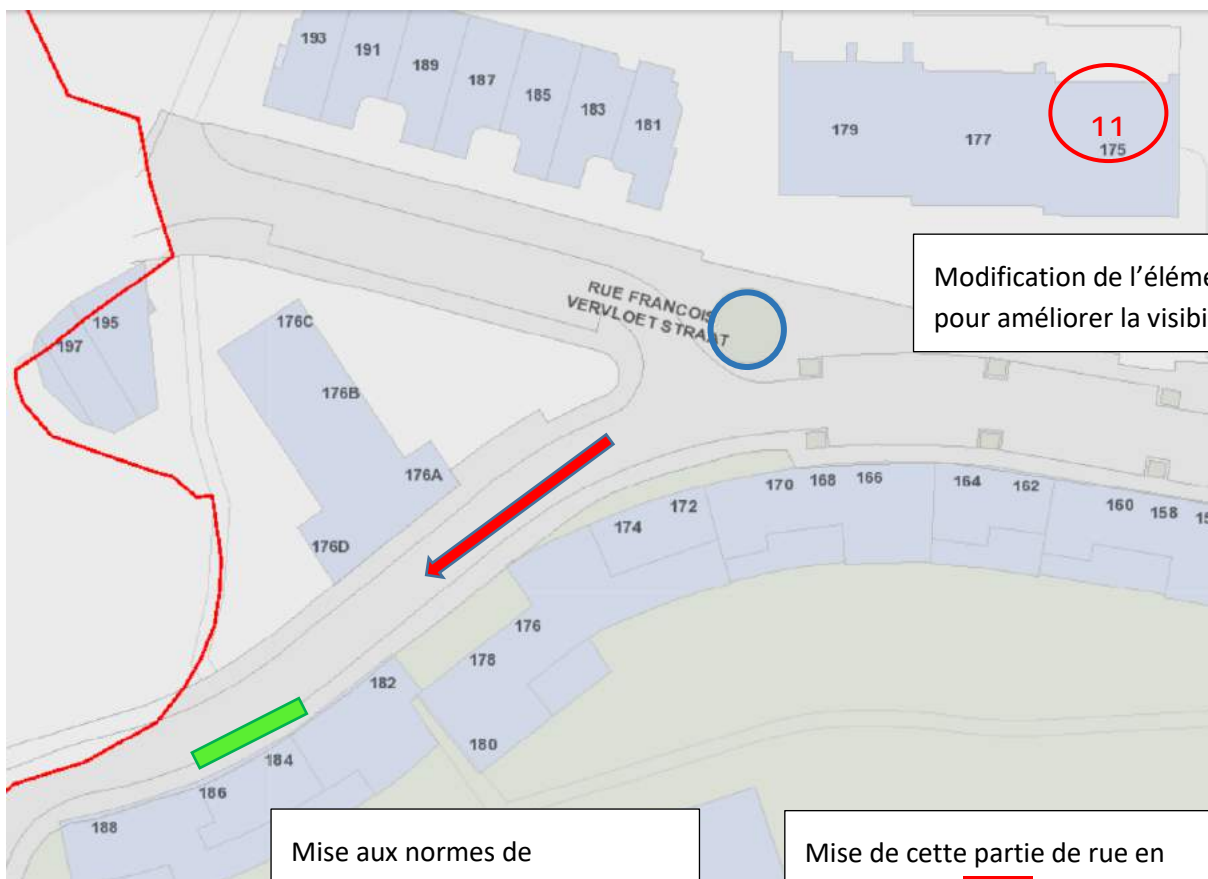 193
191
189
187
185
183
181
179
177
11
175
Modification de l'éléme
pour améliorer la visibi
RUE FRANCOIS
VERVLOET STRAAT
195
197
176C
176B
176A
176D
174
172
170 168 166
164 162
160 158 15
176
178
180
182
184
186
188
Mise aux normes de
Mise de cette partie de rue en